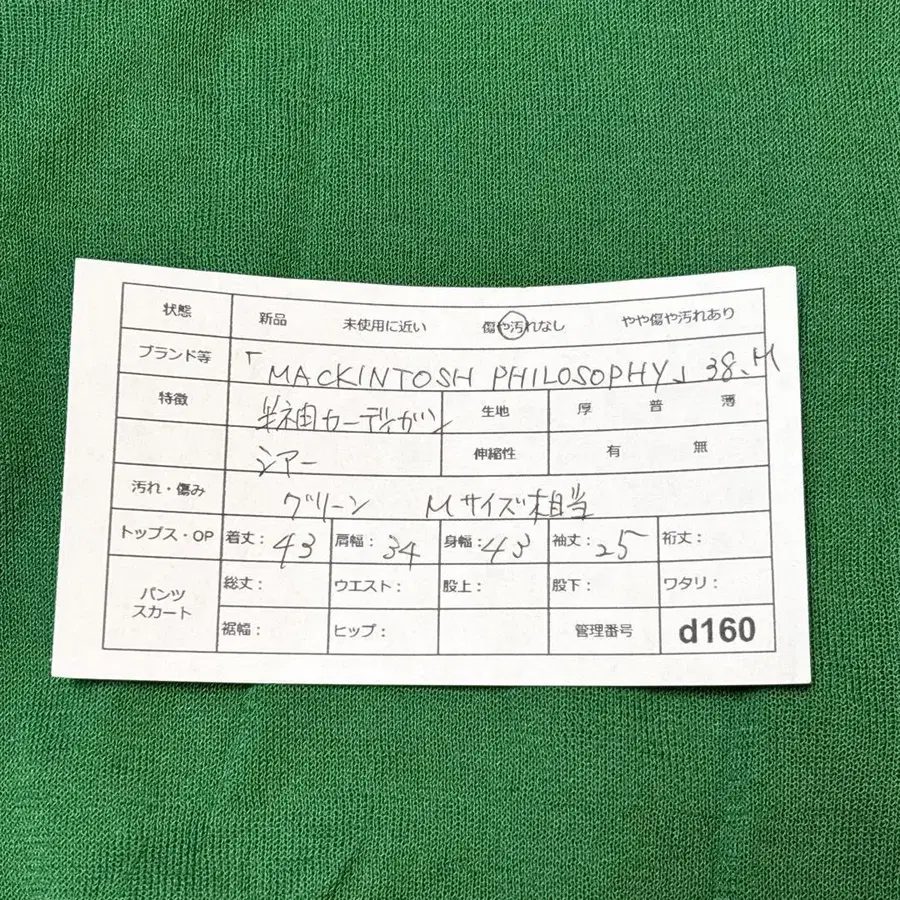 状態 新品 未使用に近い 傷や汚れなし やや傷や汚れあり
ブランド等 「MACKINTOSH PHILOSOPHY」 38、M
特徴 半袖カーディガン 生地 厚 普 薄
シアー 伸縮性 有 無
汚れ・傷み グリーン Mサイズ相当
トップス・OP 着丈：43 肩幅：34 身幅：43 袖丈：25 裄丈：
パンツ スカート 総丈： ウエスト： 股上： 股下： ワタリ：
裾幅： ヒップ： 管理番号 d160